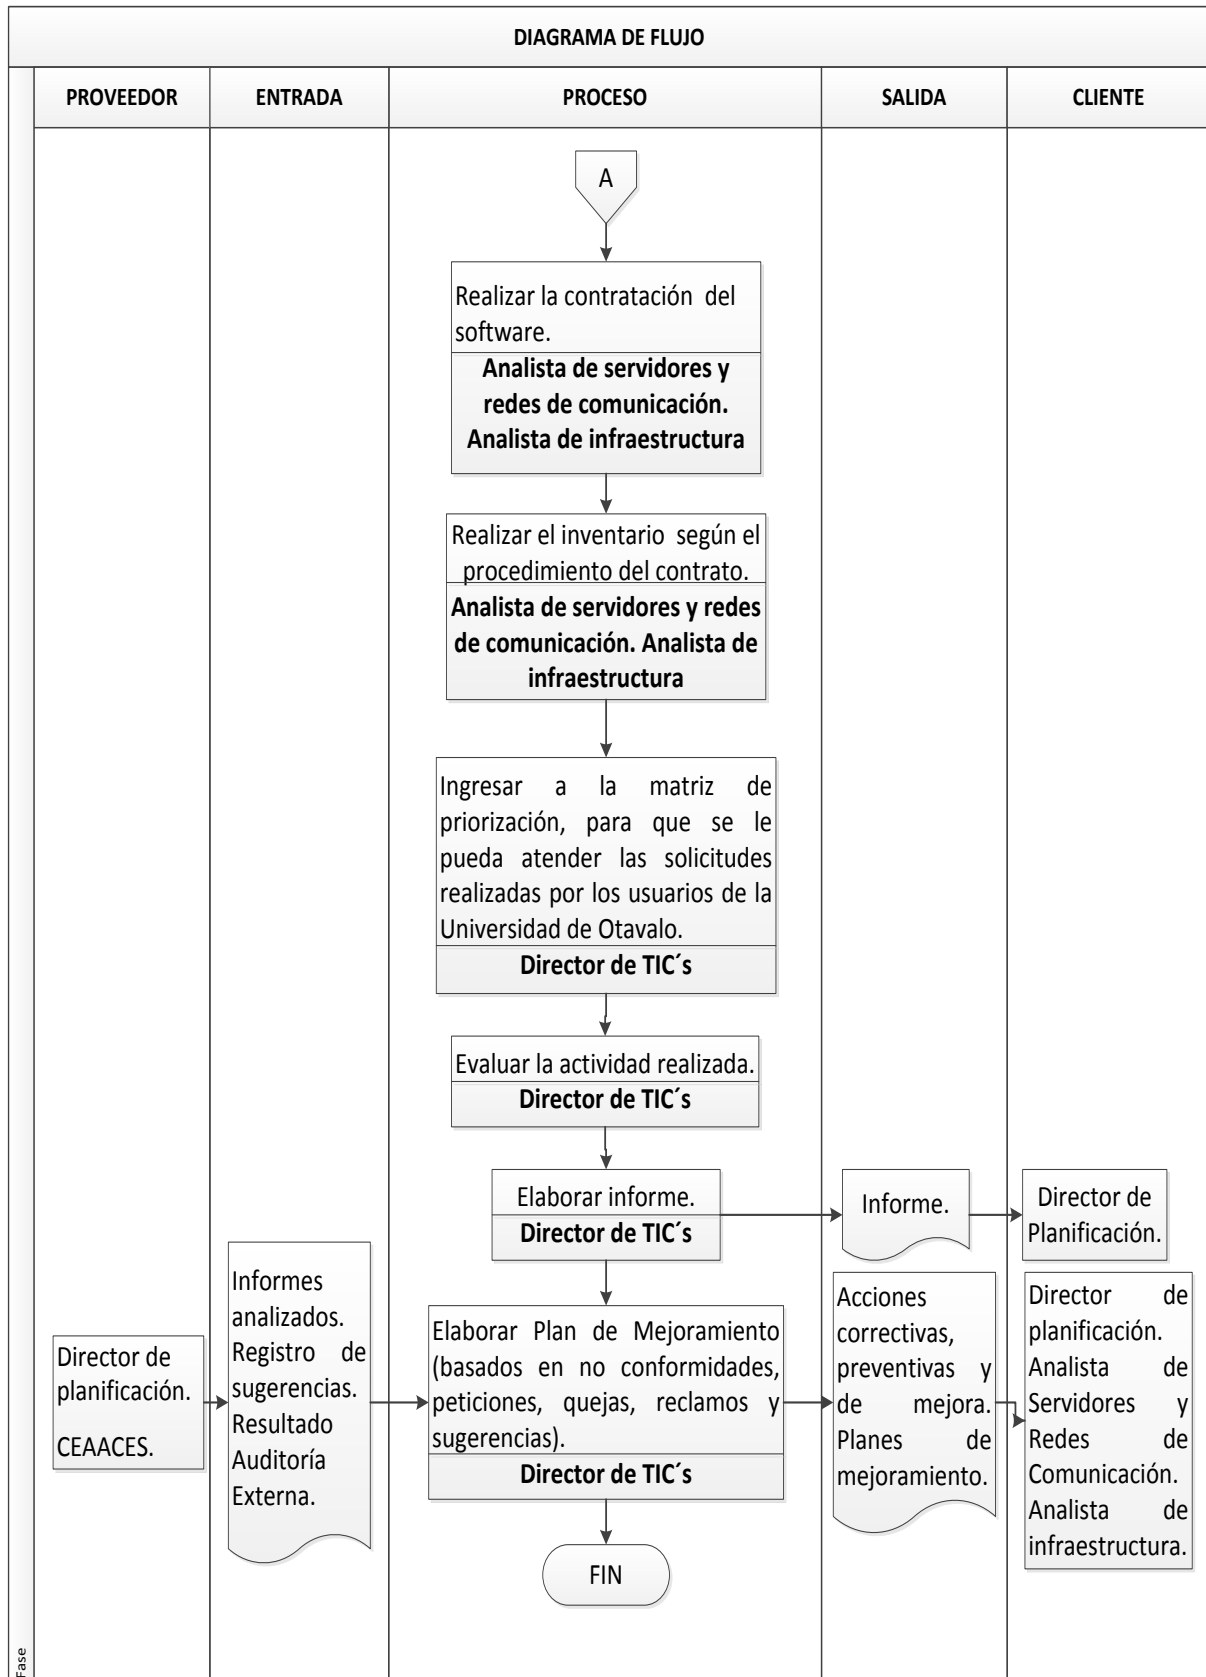 DIAGRAMA DE FLUJO
PROVEEDOR
ENTRADA
PROCESO
SALIDA
CLIENTE
A
Realizar la contratación del
software.
Analista de servidores y
redes de comunicación.
Analista de infraestructura
Realizar el inventario según el
procedimiento del contrato.
Analista de servidores y redes
de comunicación. Analista de
infraestructura
Ingresar a la matriz de
priorización, para que se le
pueda atender las solicitudes
realizadas por los usuarios de la
Universidad de Otavalo.
Director de TIC´s
Evaluar la actividad realizada.
Director de TIC´s
Elaborar informe.
Director de TIC´s
Informe.
Director de
Planificación.
Director de
planificación.
CEAACES.
Informes
analizados.
Registro de
sugerencias.
Resultado
Auditoría
Externa.
Elaborar Plan de Mejoramiento
(basados en no conformidades,
peticiones, quejas, reclamos y
sugerencias).
Director de TIC´s
Acciones
correctivas,
preventivas y
de mejora.
Planes de
mejoramiento.
Director de
planificación.
Analista de
Servidores y
Redes de
Comunicación.
Analista de
infraestructura.
FIN
Fase